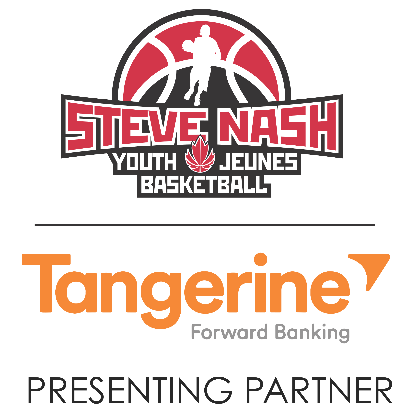 STEVE NASH
YOUTH JEUNES
BASKETBALL
Tangerine
Forward Banking
PRESENTING PARTNER